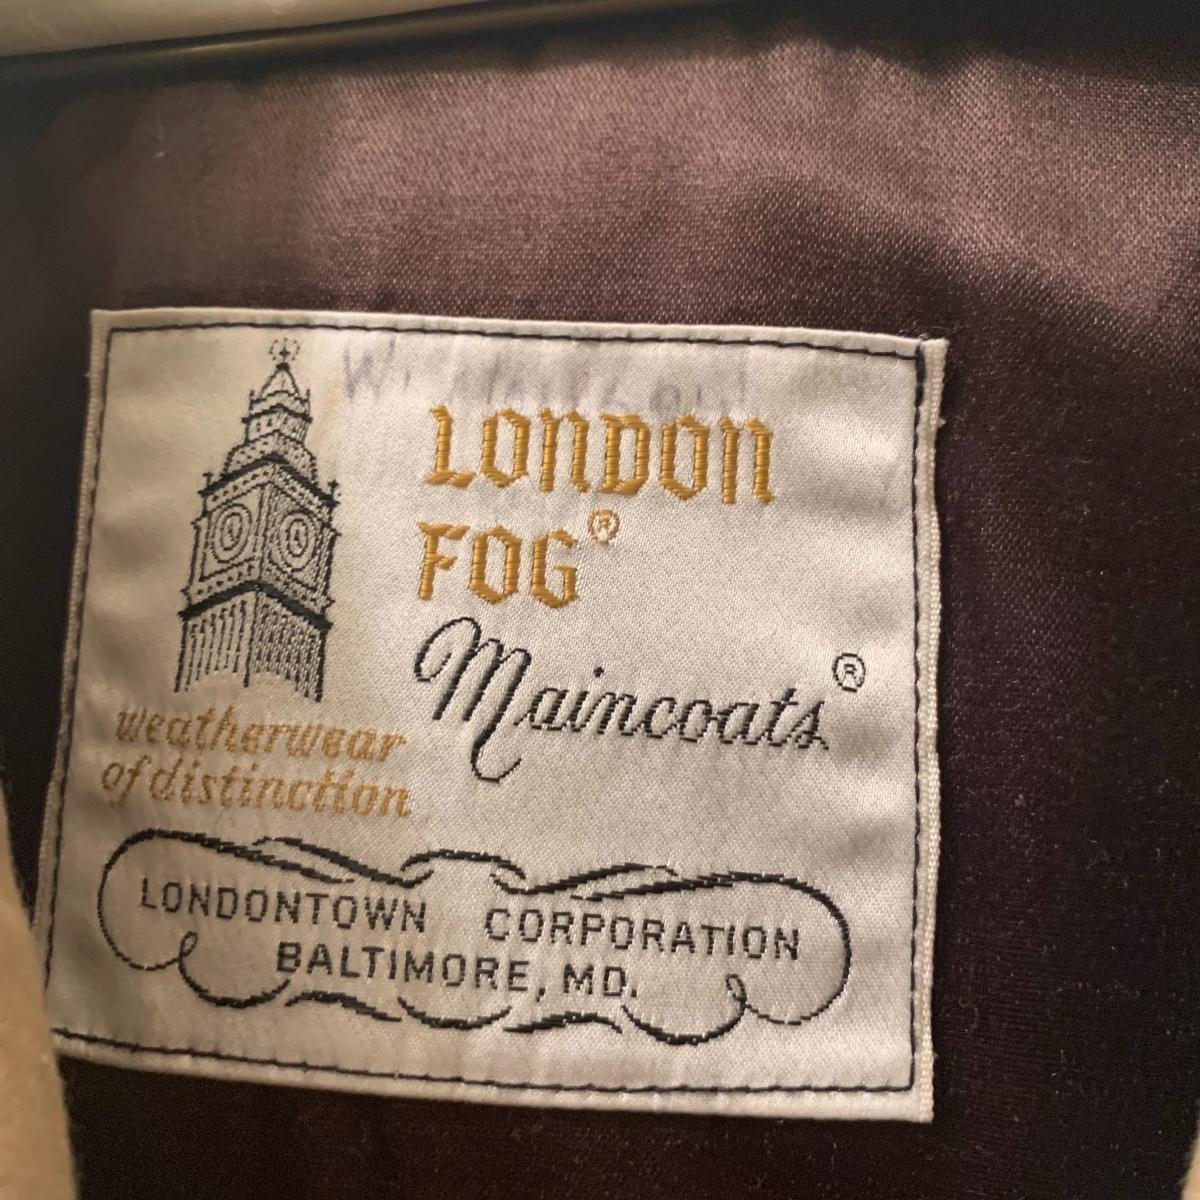 LONDON
FOG®
Maincoats®
weatherwear
of distinction
LONDONTOWN CORPORATION
BALTIMORE, MD.